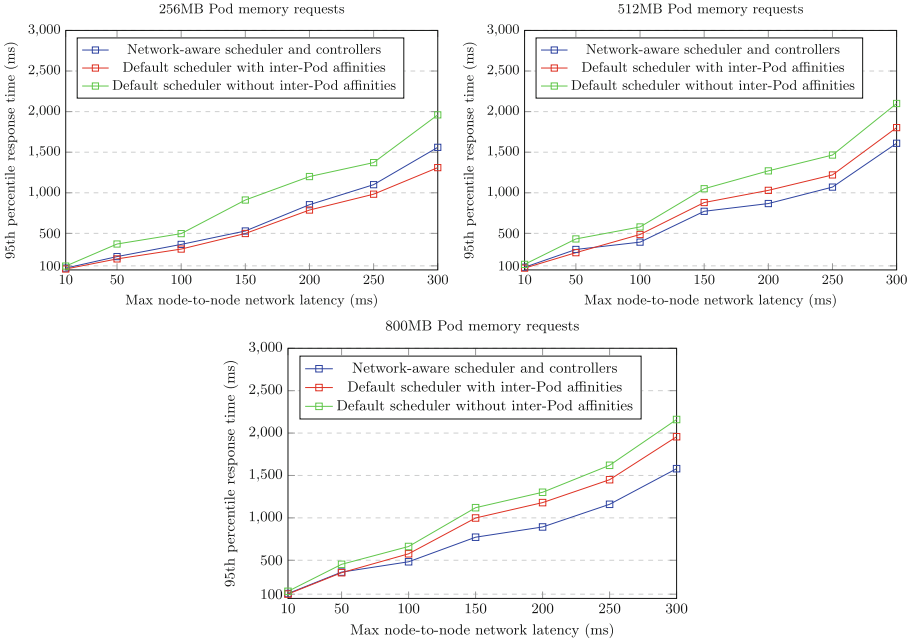 256MB Pod memory requests
3,000
2,500
2,000
1,500
1,000
500
100
10
50
100
150
200
250
300
95th percentile response time (ms)
Max node-to-node network latency (ms)
Network-aware scheduler and controllers
Default scheduler with inter-Pod affinities
Default scheduler without inter-Pod affinities
512MB Pod memory requests
3,000
2,500
2,000
1,500
1,000
500
100
10
50
100
150
200
250
300
95th percentile response time (ms)
Max node-to-node network latency (ms)
Network-aware scheduler and controllers
Default scheduler with inter-Pod affinities
Default scheduler without inter-Pod affinities
800MB Pod memory requests
3,000
2,500
2,000
1,500
1,000
500
100
10
50
100
150
200
250
300
95th percentile response time (ms)
Max node-to-node network latency (ms)
Network-aware scheduler and controllers
Default scheduler with inter-Pod affinities
Default scheduler without inter-Pod affinities